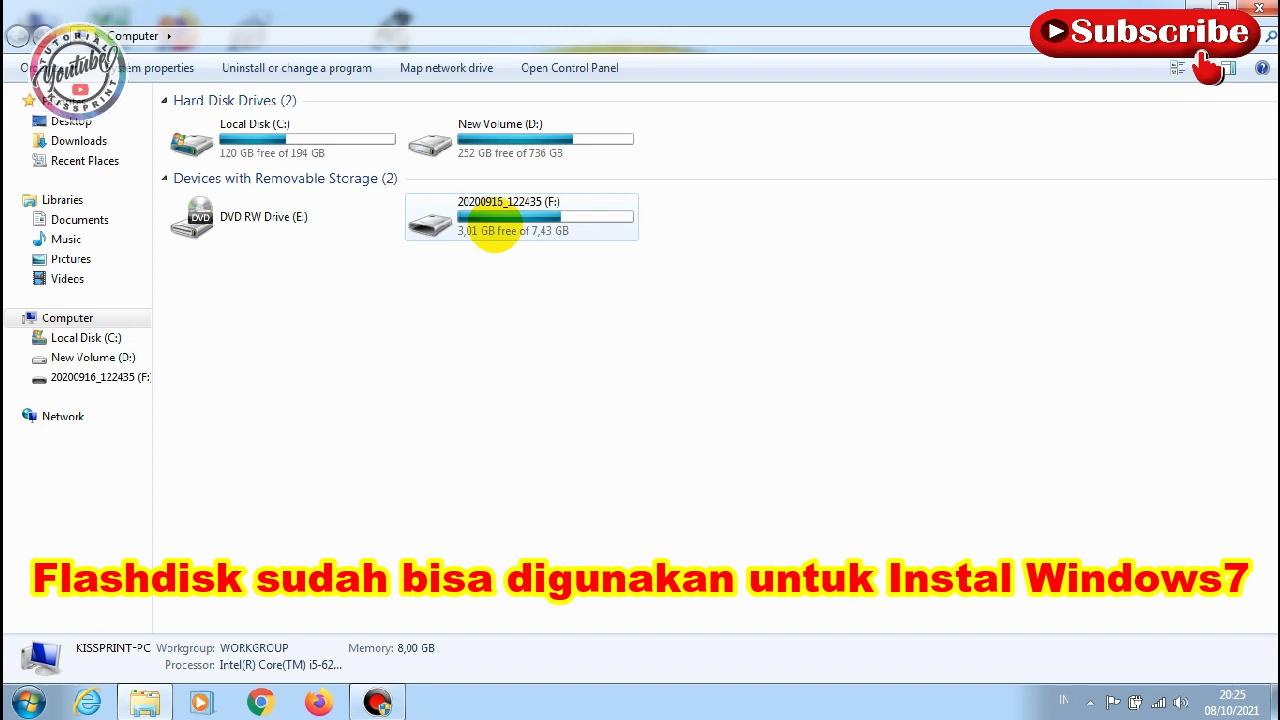 Computer
Subscribe
TUTORIAL
Youtube
KISSPRINT
Uninstall or change a program
Map network drive
Open Control Panel
Desktop
Downloads
Recent Places
Libraries
Documents
Music
Pictures
Videos
Computer
Local Disk (C:)
New Volume (D:)
20200916_122435 (F:
Network
Hard Disk Drives (2)
Local Disk (C:)
120 GB free of 194 GB
New Volume (D:)
252 GB free of 736 GB
Devices with Removable Storage (2)
DVD
DVD RW Drive (E:)
20200916_122435 (F:)
3,01 GB free of 7,43 GB
Flashdisk sudah bisa digunakan untuk Instal Windows7
KISSPRINT-PC Workgroup: WORKGROUP Memory: 8,00 GB
Processor: Intel(R) Core(TM) i5-62...
IN
20:25
08/10/2021